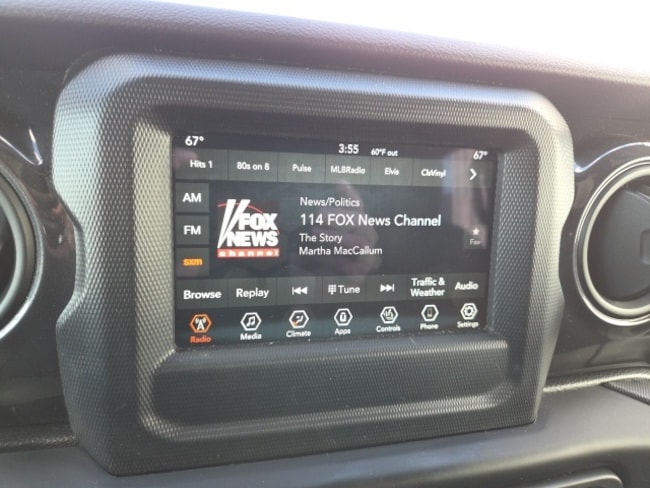 67°
3:55
60°F out
67°
Hits 1
80s on 8
Pulse
MLBRadio
Elvis
ClsVinyl
AM
FM
sxm
FOX
NEWS
channel
News/Politics
114 FOX News Channel
The Story
Martha MacCallum
Fav
Browse
Replay
Tune
Traffic &
Weather
Audio
Radio
Media
Climate
Apps
Controls
Phone
Settings